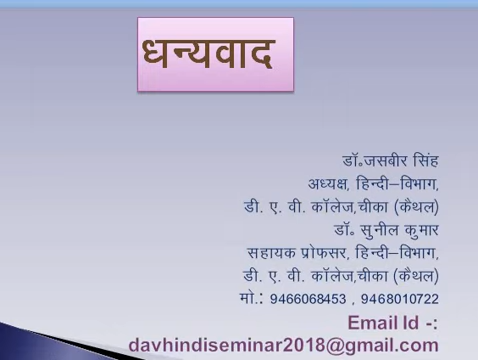 धन्यवाद
डॉ॰जसबीर सिंह
अध्यक्ष, हिन्दी–विभाग,
डी. ए. वी. कॉलेज,चीका (कैथल)
डॉ॰ सुनील कुमार
सहायक प्रोफसर, हिन्दी–विभाग,
डी. ए. वी. कॉलेज,चीका (कैथल)
मो.: 9466068453 , 9468010722
Email Id -:
davhindiseminar2018@gmail.com